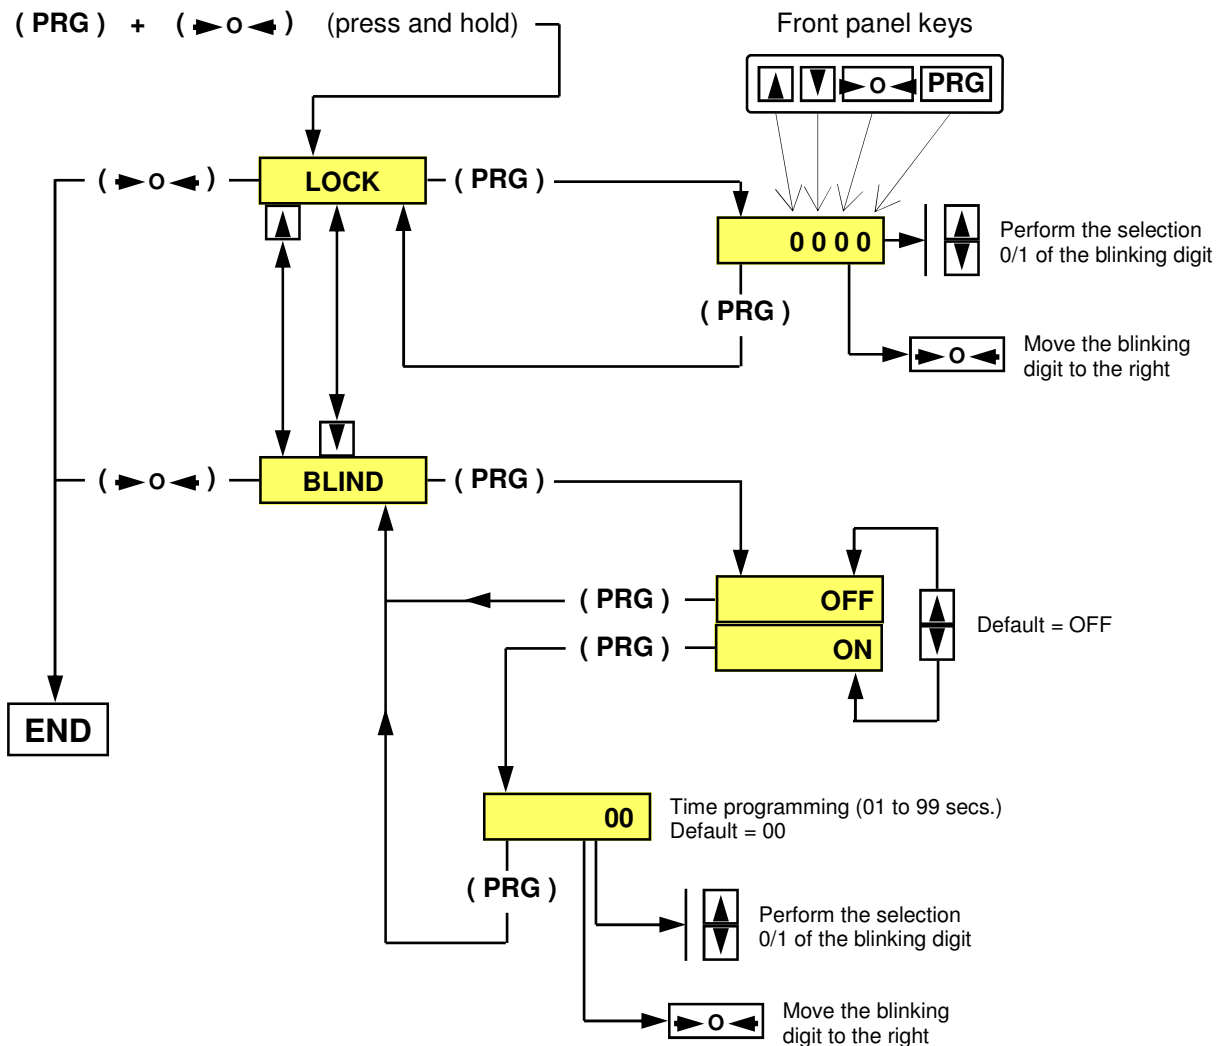 ( PRG ) + ( ►O◄ ) (press and hold)
Front panel keys
▲ ▼ ►O◄ PRG
( ►O◄ ) LOCK ( PRG )
▲
0 0 0 0
▲
▼
Perform the selection
0/1 of the blinking digit
( PRG )
►O◄
Move the blinking
digit to the right
▼
( ►O◄ ) BLIND ( PRG )
( PRG ) OFF
( PRG ) ON
▲
▼
Default = OFF
END
00
Time programming (01 to 99 secs.)
Default = 00
( PRG )
▲
▼
Perform the selection
0/1 of the blinking digit
►O◄
Move the blinking
digit to the right